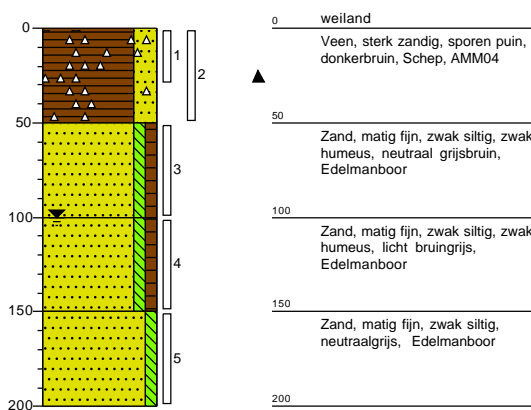 0
50
100
150
200
1
2
3
4
5
0
weiland
Veen, sterk zandig, sporen puin,
donkerbruin, Schep, AMM04
50
Zand, matig fijn, zwak siltig, zwak
humeus, neutraal grijsbruin,
Edelmanboor
100
Zand, matig fijn, zwak siltig, zwak
humeus, licht bruingrijs,
Edelmanboor
150
Zand, matig fijn, zwak siltig,
neutraalgrijs, Edelmanboor
200